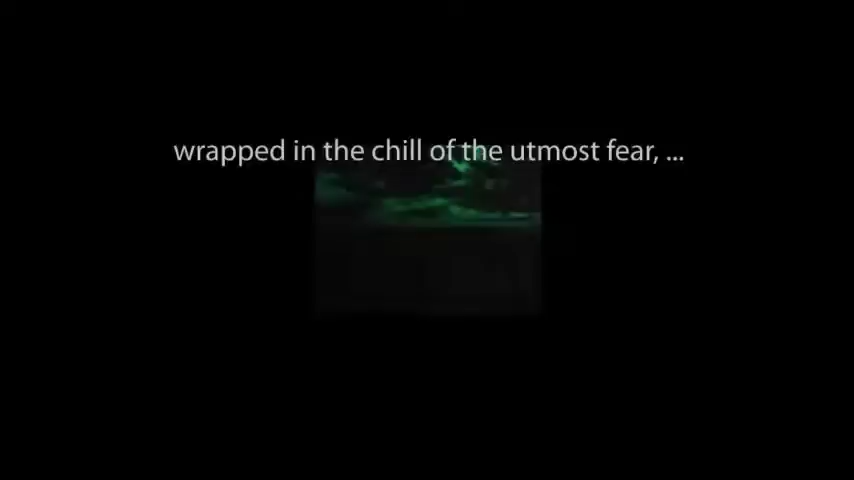 wrapped in the chill of the utmost fear, ...